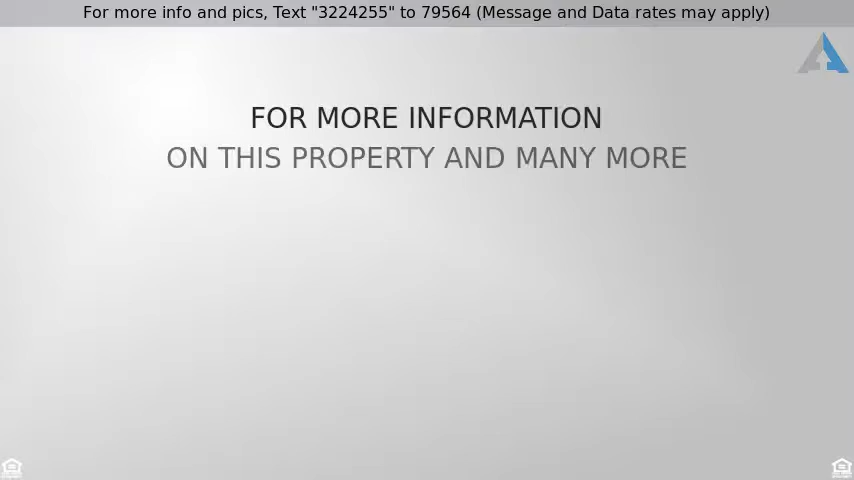 For more info and pics, Text "3224255" to 79564 (Message and Data rates may apply)
FOR MORE INFORMATION
ON THIS PROPERTY AND MANY MORE